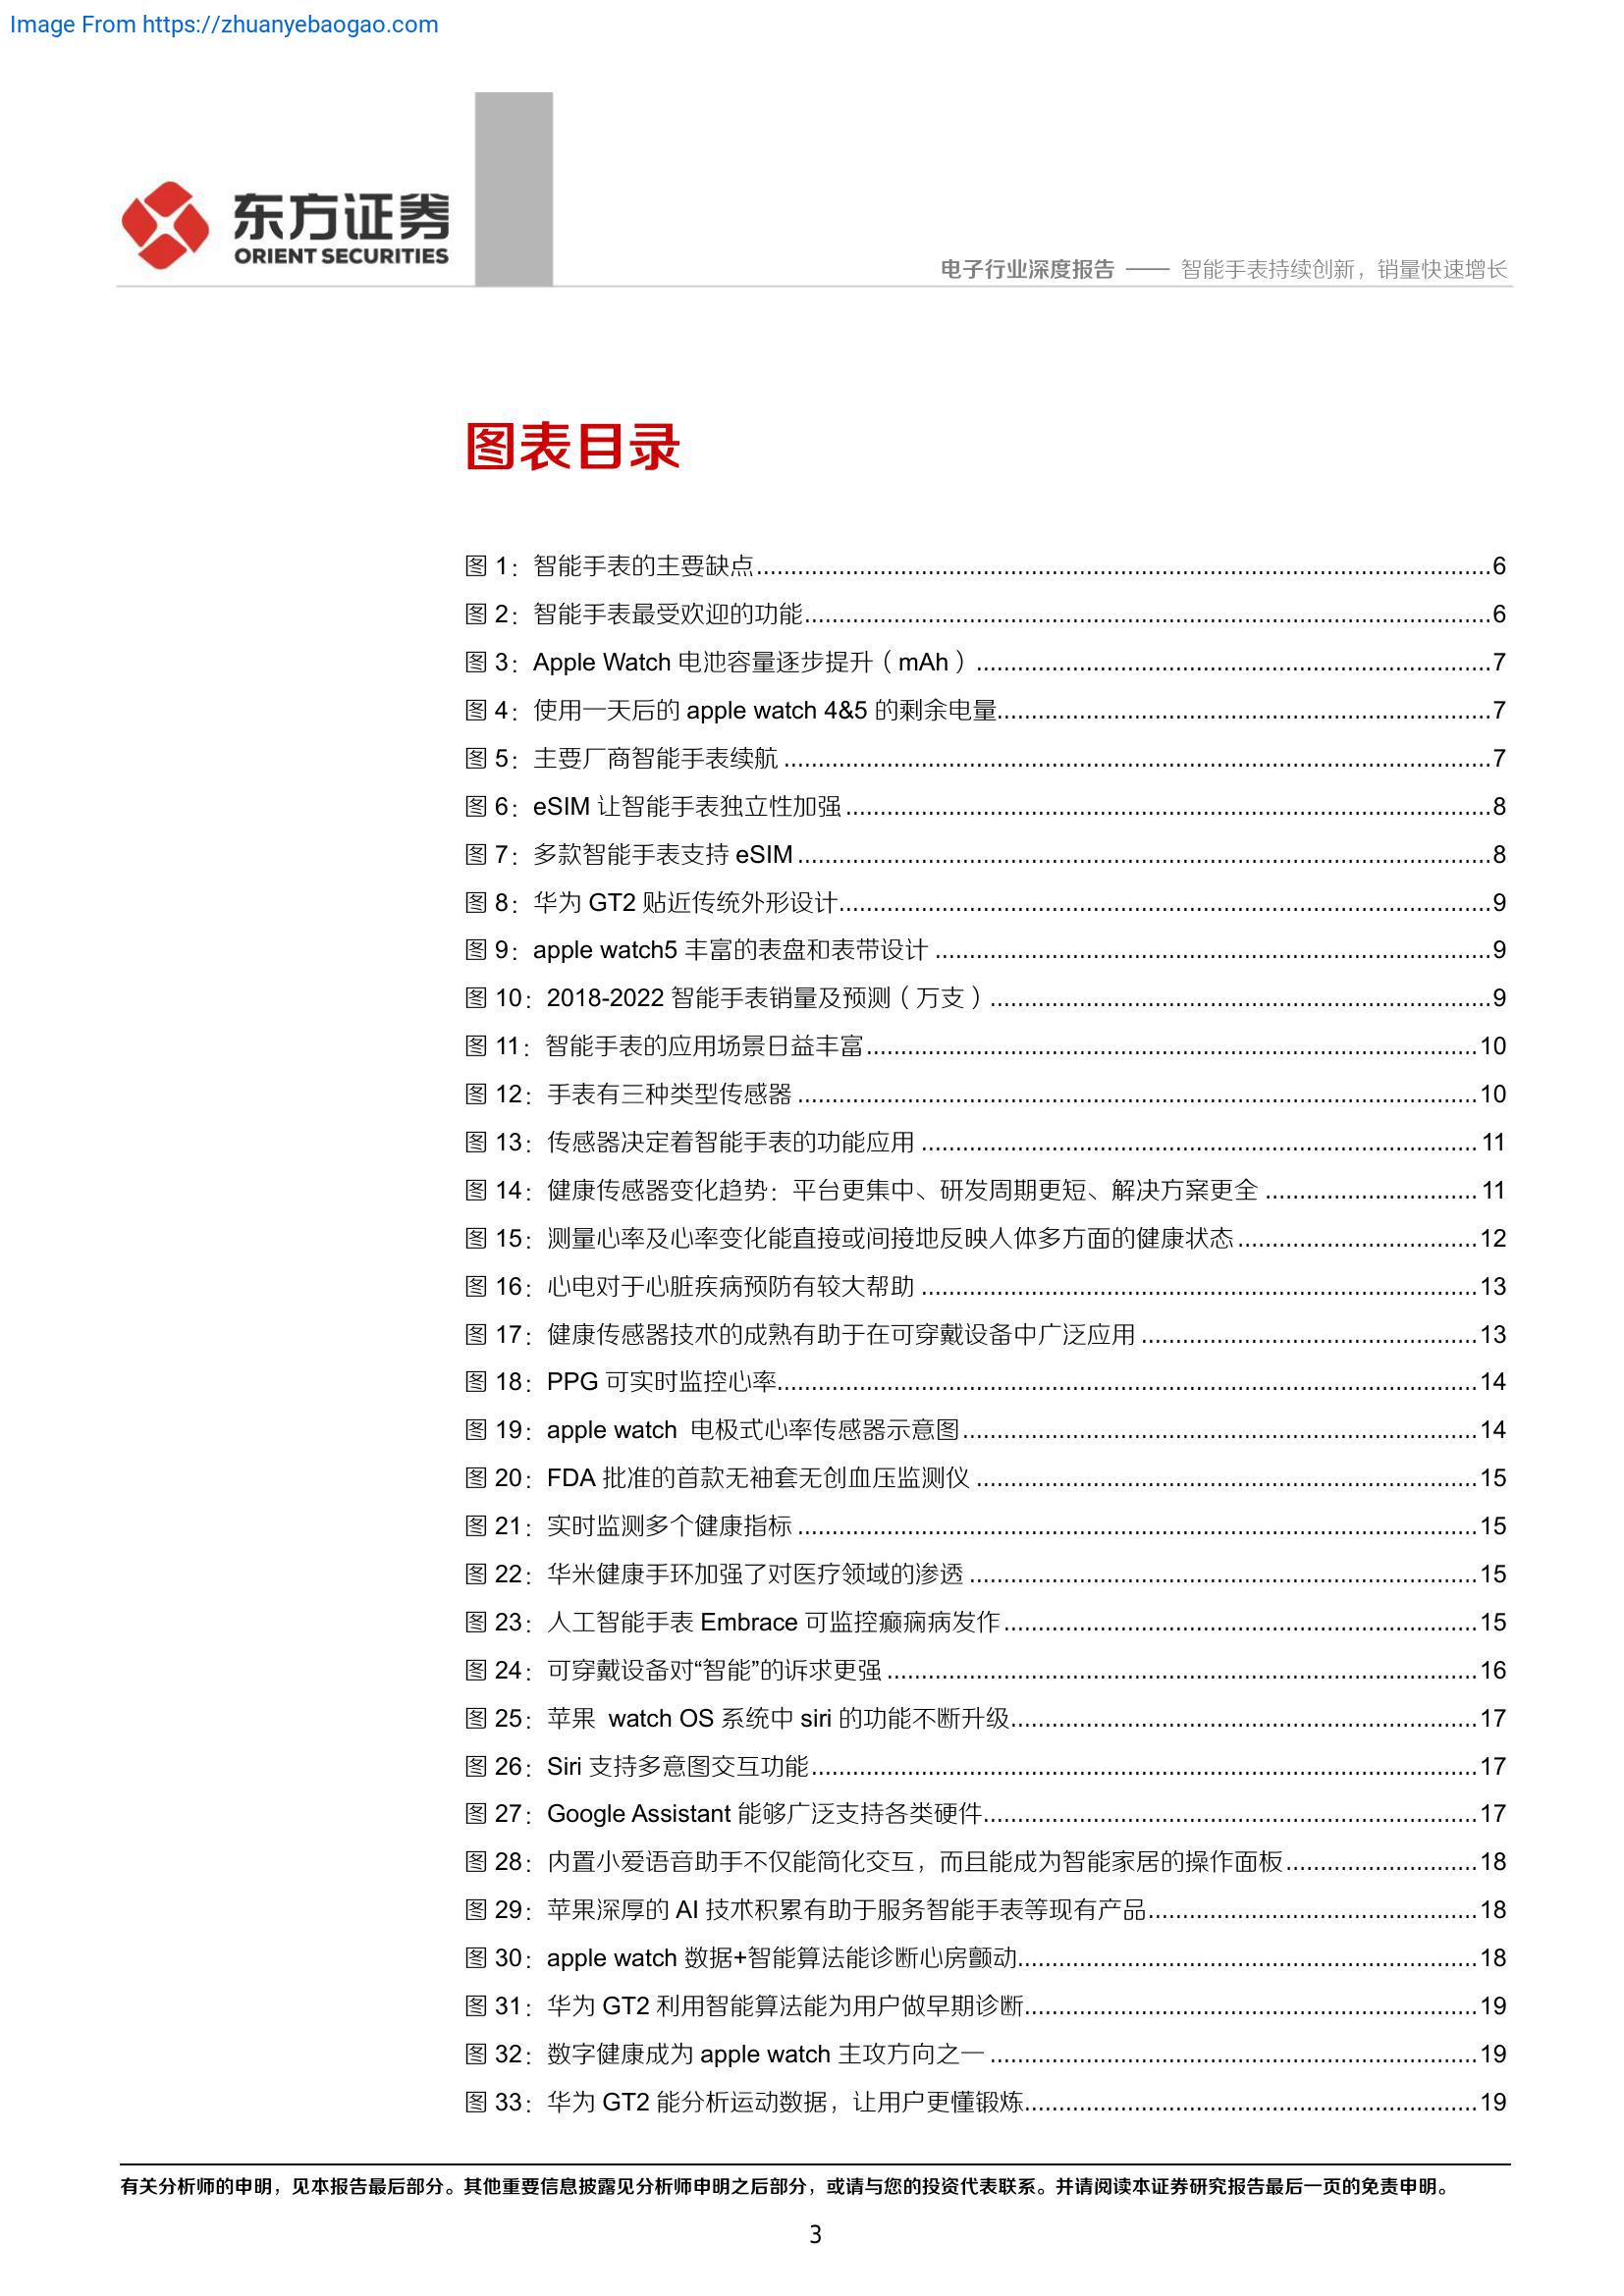 Image From https://zhuanyebaogao.com
东方证券
ORIENT SECURITIES
电子行业深度报告 —— 智能手表持续创新，销量快速增长
图表目录
图 1：智能手表的主要缺点........................6
图 2：智能手表最受欢迎的功能........................6
图 3：Apple Watch 电池容量逐步提升（mAh）........................7
图 4：使用一天后的 apple watch 4&5 的剩余电量........................7
图 5：主要厂商智能手表续航........................7
图 6：eSIM 让智能手表独立性加强........................8
图 7：多款智能手表支持 eSIM........................8
图 8：华为 GT2 贴近传统外形设计........................9
图 9：apple watch5 丰富的表盘和表带设计........................9
图 10：2018-2022 智能手表销量及预测（万支）........................9
图 11：智能手表的应用场景日益丰富........................10
图 12：手表有三种类型传感器........................10
图 13：传感器决定着智能手表的功能应用........................11
图 14：健康传感器变化趋势：平台更集中、研发周期更短、解决方案更全........................11
图 15：测量心率及心率变化能直接或间接地反映人体多方面的健康状态........................12
图 16：心电对于心脏疾病预防有较大帮助........................13
图 17：健康传感器技术的成熟有助于在可穿戴设备中广泛应用........................13
图 18：PPG 可实时监控心率........................14
图 19：apple watch 电极式心率传感器示意图........................14
图 20：FDA 批准的首款无袖套无创血压监测仪........................15
图 21：实时监测多个健康指标........................15
图 22：华米健康手环加强了对医疗领域的渗透........................15
图 23：人工智能手表 Embrace 可监控癫痫病发作........................15
图 24：可穿戴设备对“智能”的诉求更强........................16
图 25：苹果 watch OS 系统中 siri 的功能不断升级........................17
图 26：Siri 支持多意图交互功能........................17
图 27：Google Assistant 能够广泛支持各类硬件........................17
图 28：内置小爱语音助手不仅能简化交互，而且能成为智能家居的操作面板........................18
图 29：苹果深厚的 AI 技术积累有助于服务智能手表等现有产品........................18
图 30：apple watch 数据+智能算法能诊断心房颤动........................18
图 31：华为 GT2 利用智能算法能为用户做早期诊断........................19
图 32：数字健康成为 apple watch 主攻方向之一........................19
图 33：华为 GT2 能分析运动数据，让用户更懂锻炼........................19
有关分析师的申明，见本报告最后部分。其他重要信息披露见分析师申明之后部分，或请与您的投资代表联系。并请阅读本证券研究报告最后一页的免责申明。
3